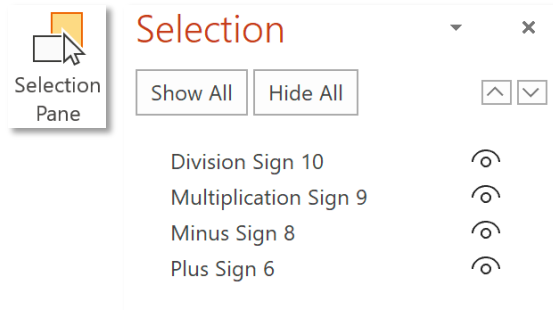 Selection
Pane
Selection
Show All
Hide All
Division Sign 10
Multiplication Sign 9
Minus Sign 8
Plus Sign 6